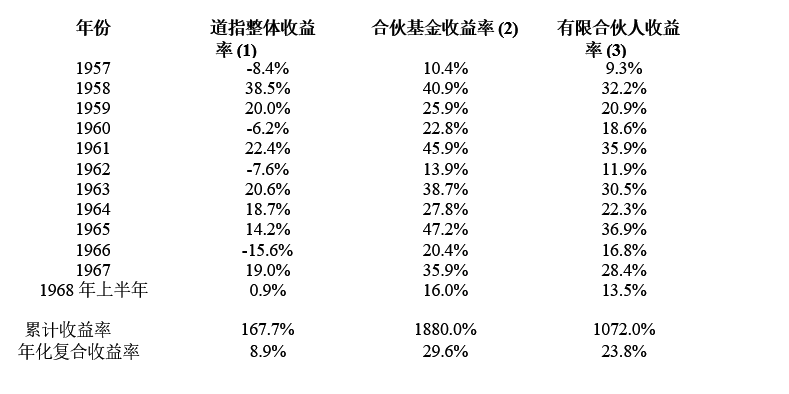 年份 道指整体收益率 (1) 合伙基金收益率 (2) 有限合伙人收益率 (3)
1957 -8.4% 10.4% 9.3%
1958 38.5% 40.9% 32.2%
1959 20.0% 25.9% 20.9%
1960 -6.2% 22.8% 18.6%
1961 22.4% 45.9% 35.9%
1962 -7.6% 13.9% 11.9%
1963 20.6% 38.7% 30.5%
1964 18.7% 27.8% 22.3%
1965 14.2% 47.2% 36.9%
1966 -15.6% 20.4% 16.8%
1967 19.0% 35.9% 28.4%
1968 年上半年 0.9% 16.0% 13.5%
累计收益率 167.7% 1880.0% 1072.0%
年化复合收益率 8.9% 29.6% 23.8%